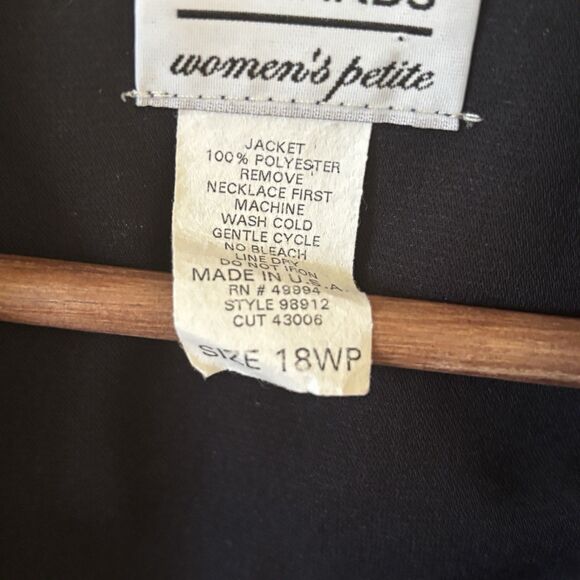 women's petite
JACKET
100% POLYESTER
REMOVE
NECKLACE FIRST
MACHINE
WASH COLD
GENTLE CYCLE
NO BLEACH
LINE DRY
DO NOT IRON
MADE IN U.S.A.
RN # 49994
STYLE 98912
CUT 43006
SIZE 18WP